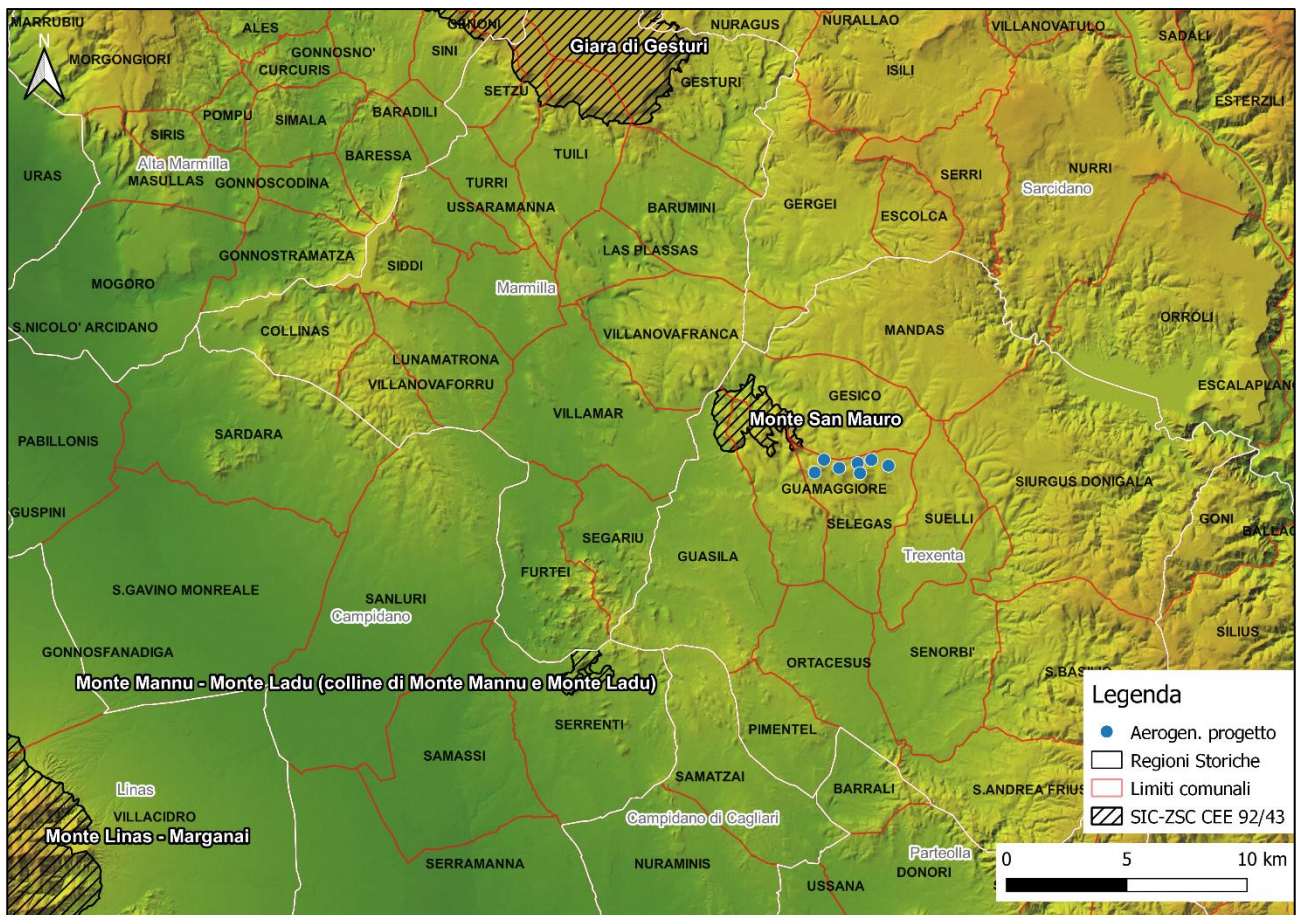 MARRUBIU
ALES
GENONI
NURAGUS
NURALLAO
VILLANOVATULO
SADALI
N
MORGONGIORI
GONNOSNO'
CURCURIS
SINI
Giara di Gesturi
ISILI
SETZU
GESTURI
ESTERZILI
POMPU
SIMALA
BARADILI
SIRIS
Alta Marmilla
BARESSA
TUILI
URAS
MASULLAS
GONNOSCODINA
TURRI
SERRI
NURRI
Sarcidano
USSARAMANNA
BARUMINI
GERGEI
ESCOLCA
GONNOSTRAMATZA
SIDDI
LAS PLASSAS
MOGORO
Marmilla
ORROLI
S.NICOLO' ARCIDANO
COLLINAS
VILLANOVAFRANCA
MANDAS
LUNAMATRONA
VILLANOVAFORRU
ESCALAPLANO
GESICO
VILLAMAR
Monte San Mauro
SARDARA
PABILLONIS
SIURGUS DONIGALA
GUAMAGGIORE
GUSPINI
SELEGAS
SUELLI
GONI
BALLAO
SEGARIU
GUASILA
Trexenta
FURTEI
S.GAVINO MONREALE
SANLURI
Campidano
SILIUS
GONNOSFANADIGA
ORTACESUS
SENORBI'
S.BASILIO
Monte Mannu - Monte Ladu (colline di Monte Mannu e Monte Ladu)
SERRENTI
PIMENTEL
SAMASSI
SAMATZAI
BARRALI
S.ANDREA FRIUS
Linas
VILLACIDRO
Campidano di Cagliari
Monte Linas - Marganai
Parteolla
SERRAMANNA
NURAMINIS
DONORI
USSANA
Legenda
Aerogen. progetto
Regioni Storiche
Limiti comunali
SIC-ZSC CEE 92/43
0 5 10 km